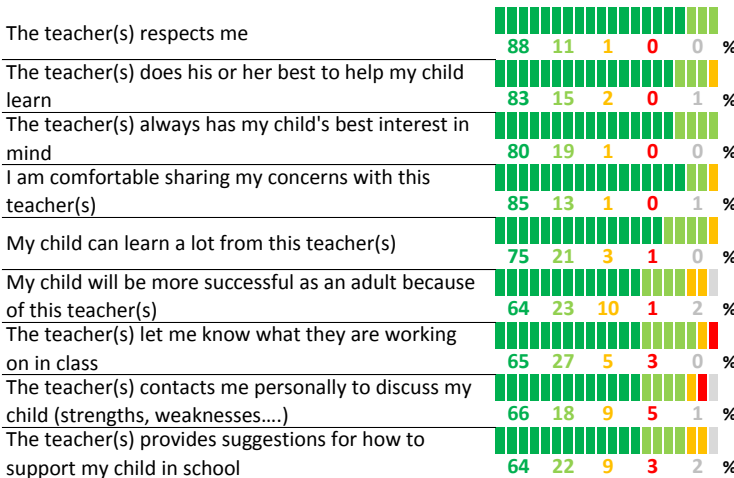 The teacher(s) respects me
88 11 1 0 0 %
The teacher(s) does his or her best to help my child
learn
83 15 2 0 1 %
The teacher(s) always has my child's best interest in
mind
80 19 1 0 0 %
I am comfortable sharing my concerns with this
teacher(s)
85 13 1 0 1 %
My child can learn a lot from this teacher(s)
75 21 3 1 0 %
My child will be more successful as an adult because
of this teacher(s)
64 23 10 1 2 %
The teacher(s) let me know what they are working
on in class
65 27 5 3 0 %
The teacher(s) contacts me personally to discuss my
child (strengths, weaknesses....)
66 18 9 5 1 %
The teacher(s) provides suggestions for how to
support my child in school
64 22 9 3 2 %